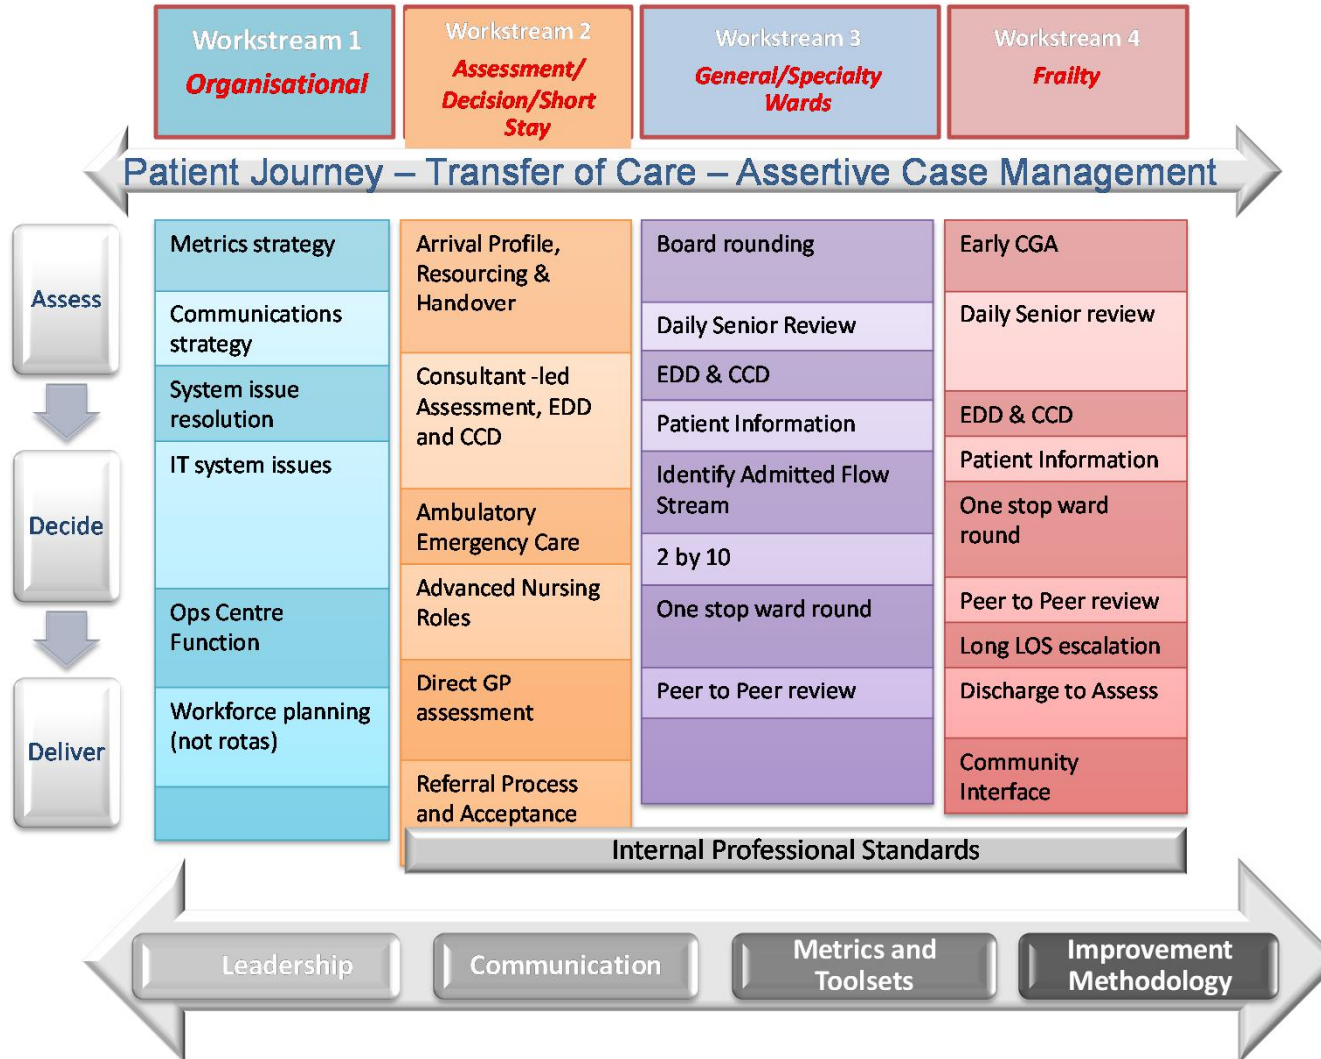 Workstream 1
Organisational
Workstream 2
Assessment/
Decision/Short
Stay
Workstream 3
General/Specialty
Wards
Workstream 4
Frailty
Patient Journey – Transfer of Care – Assertive Case Management
Assess
Decide
Deliver
Metrics strategy
Communications
strategy
System issue
resolution
IT system issues
Ops Centre
Function
Workforce planning
(not rotas)
Arrival Profile,
Resourcing &
Handover
Consultant -led
Assessment, EDD
and CCD
Ambulatory
Emergency Care
Advanced Nursing
Roles
Direct GP
assessment
Referral Process
and Acceptance
Board rounding
Daily Senior Review
EDD & CCD
Patient Information
Identify Admitted Flow
Stream
2 by 10
One stop ward round
Peer to Peer review
Early CGA
Daily Senior review
EDD & CCD
Patient Information
One stop ward
round
Peer to Peer review
Long LOS escalation
Discharge to Assess
Community
Interface
Internal Professional Standards
Leadership
Communication
Metrics and
Toolsets
Improvement
Methodology